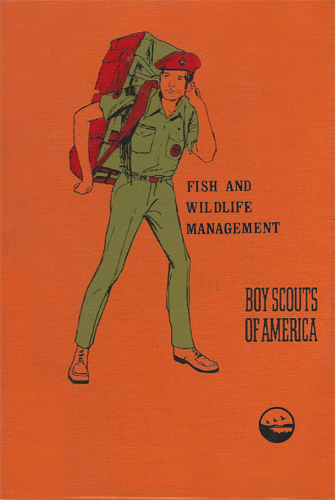 FISH AND
WILDLIFE
MANAGEMENT
BOY SCOUTS
OF AMERICA